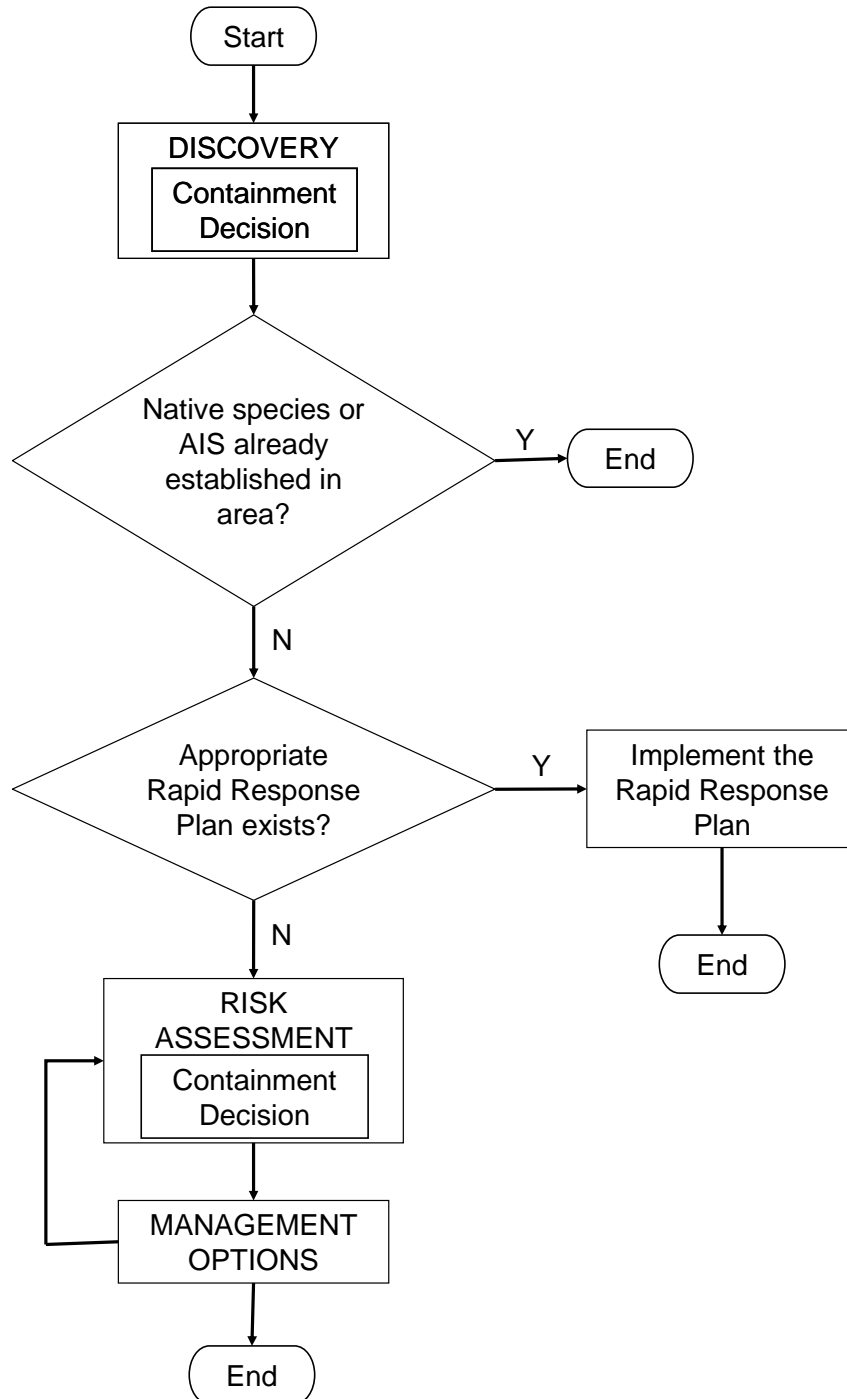 Start
DISCOVERY
Containment
Decision
Native species or
AIS already
established in
area?
Y
End
N
Appropriate
Rapid Response
Plan exists?
Y
Implement the
Rapid Response
Plan
N
End
RISK
ASSESSMENT
Containment
Decision
MANAGEMENT
OPTIONS
End